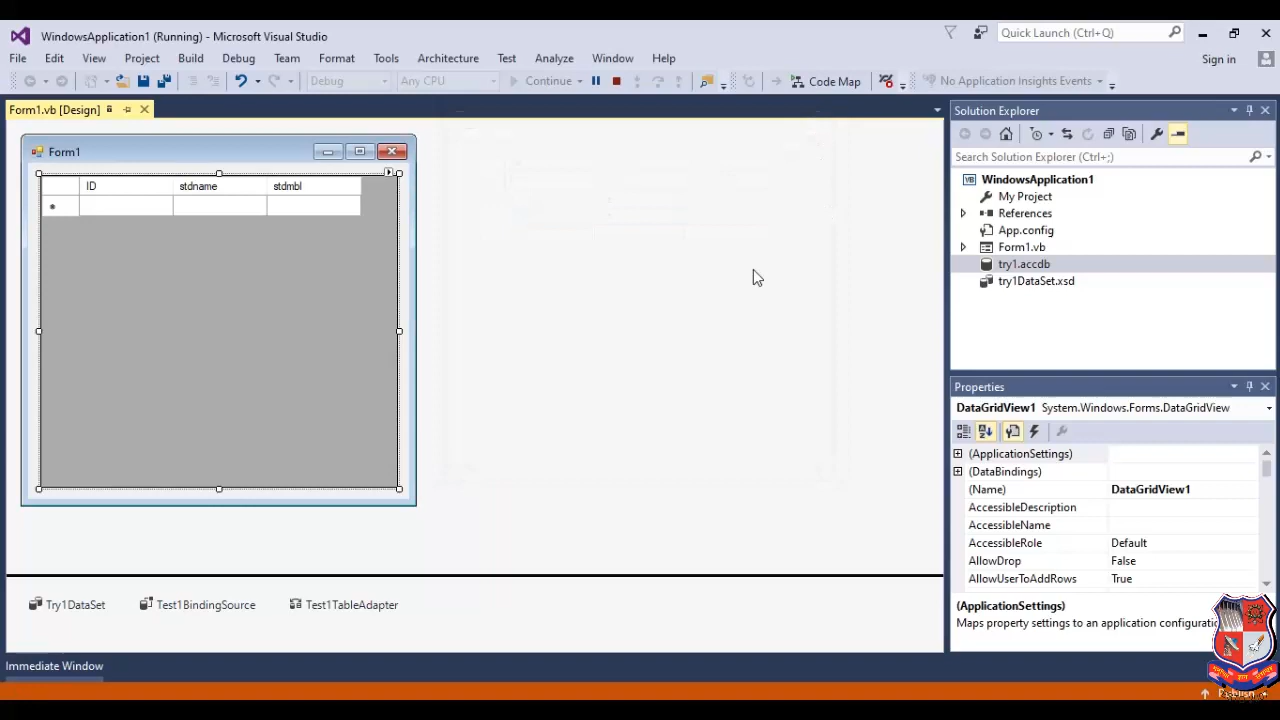 WindowsApplication1 (Running) - Microsoft Visual Studio
Quick Launch (Ctrl+Q)
File Edit View Project Build Debug Team Format Tools Architecture Test Analyze Window Help
Sign in
Debug Any CPU Continue Code Map No Application Insights Events
Form1.vb [Design]
Form1
ID stdname stdmbl
Try1DataSet Test1BindingSource Test1TableAdapter
Immediate Window
Solution Explorer
Search Solution Explorer (Ctrl+;)
WindowsApplication1
My Project
References
App.config
Form1.vb
try1.accdb
try1DataSet.xsd
Properties
DataGridView1 System.Windows.Forms.DataGridView
(ApplicationSettings)
(DataBindings)
(Name) DataGridView1
AccessibleDescription
AccessibleName
AccessibleRole Default
AllowDrop False
AllowUserToAddRows True
(ApplicationSettings)
Maps property settings to an application